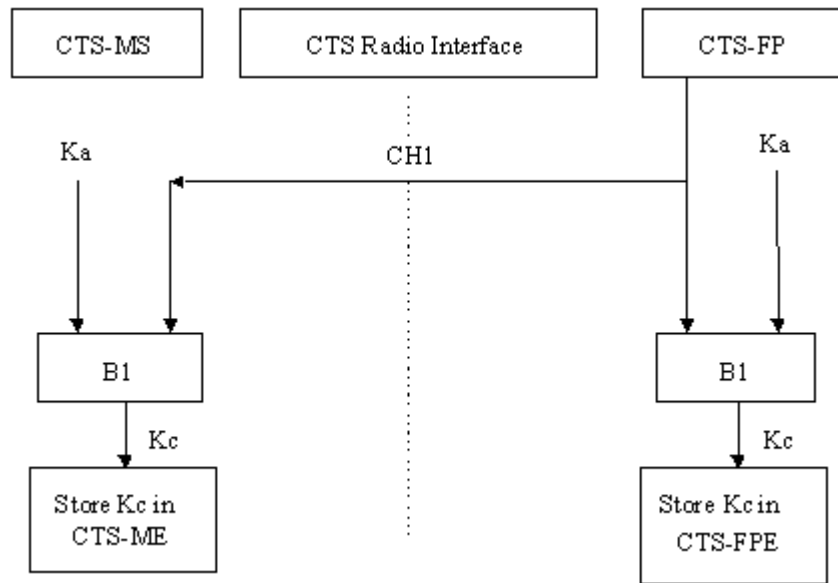 CTS-MS
CTS Radio Interface
CTS-FP
Ka
CH1
Ka
B1
B1
Kc
Kc
Store Kc in
CTS-ME
Store Kc in
CTS-FPE